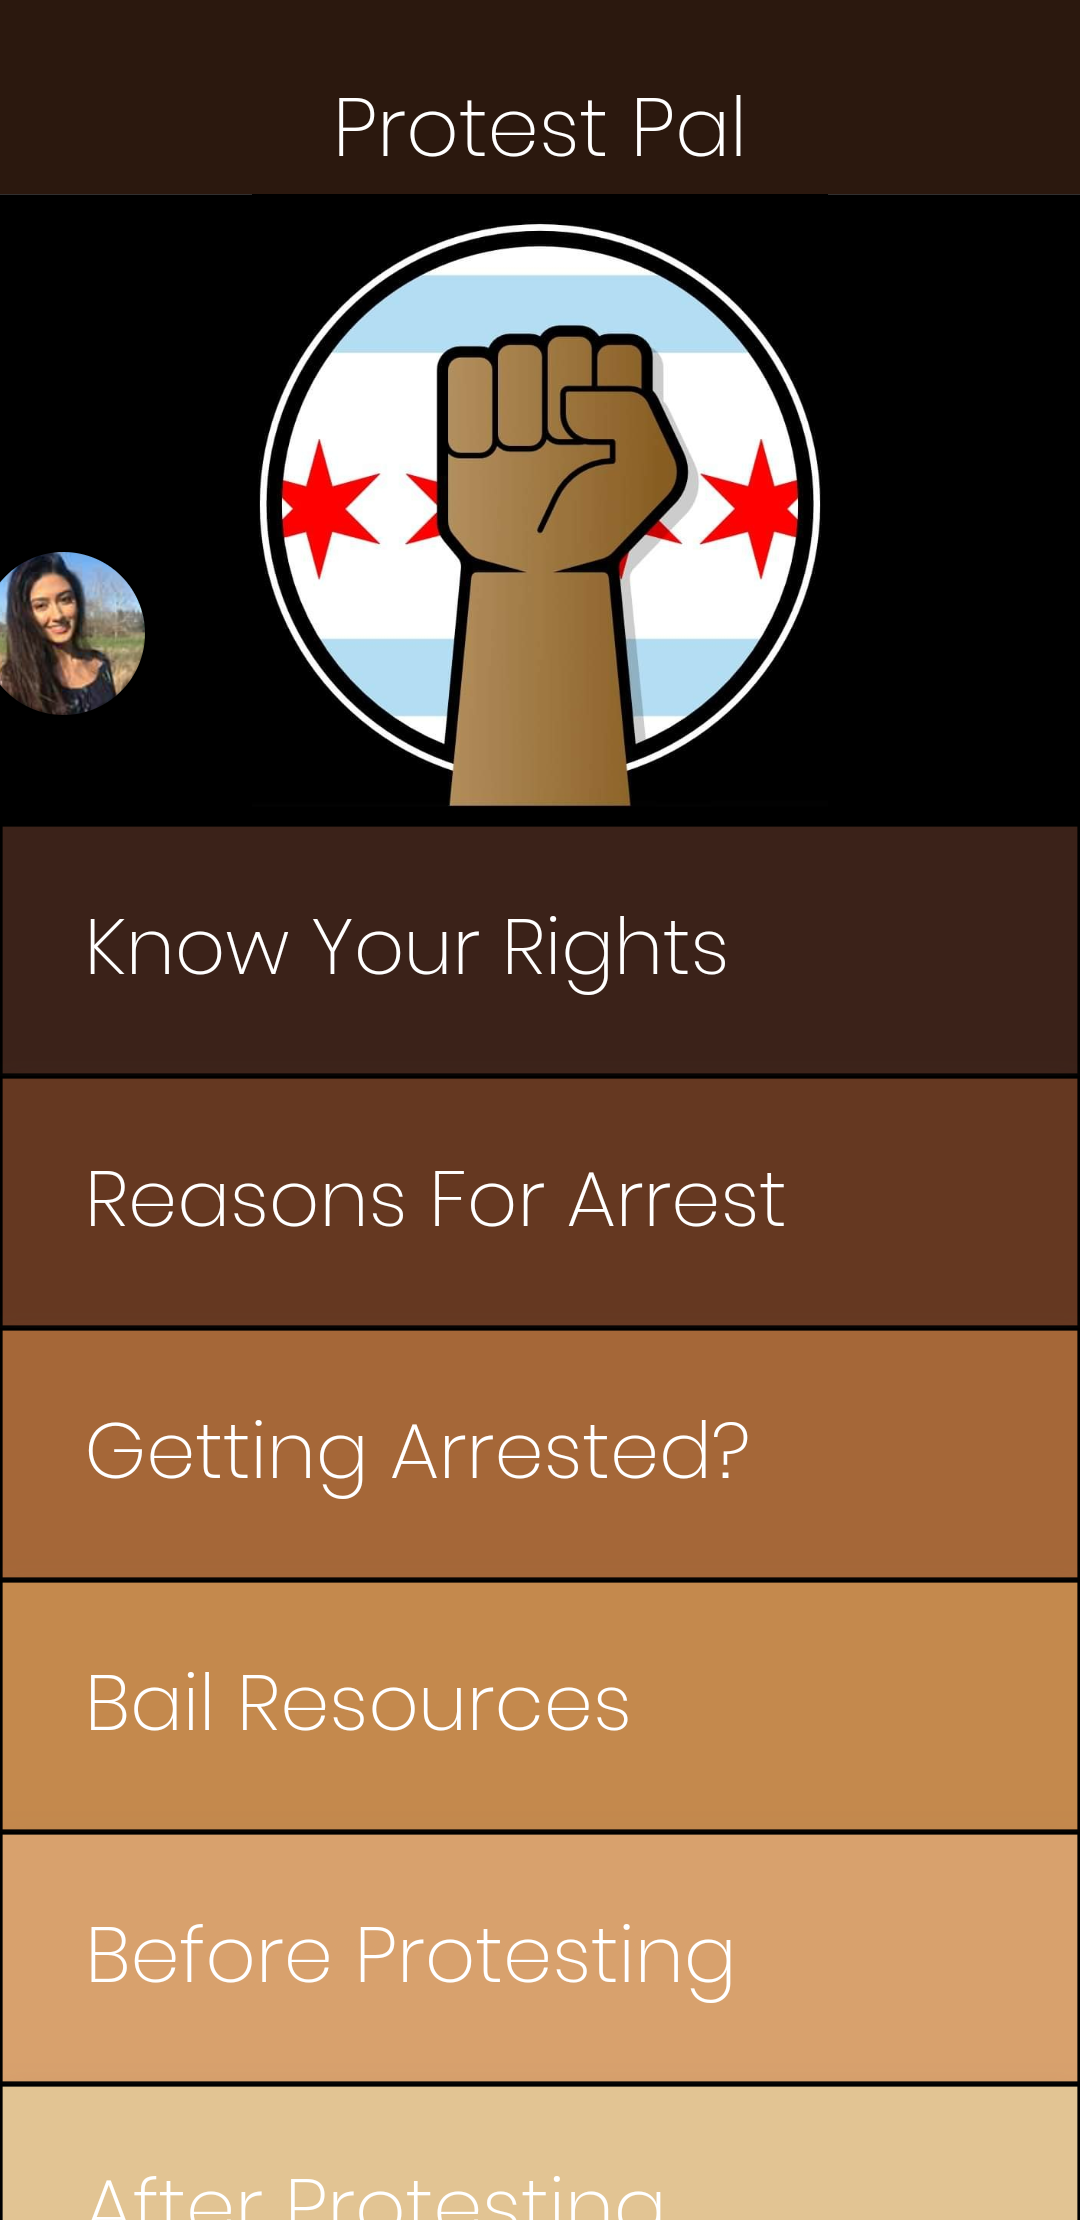 Protest Pal
Know Your Rights
Reasons For Arrest
Getting Arrested?
Bail Resources
Before Protesting
After Protesting